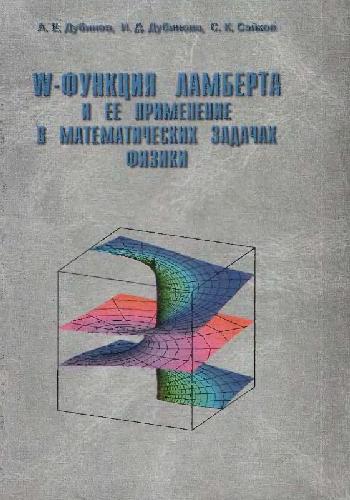 А. Е. Дубинов, И. Д. Дубинова, С. К. Сайков
W-ФУНКЦИЯ ЛАМБЕРТА
И ЕЕ ПРИМЕНЕНИЕ
В МАТЕМАТИЧЕСКИХ ЗАДАЧАХ
ФИЗИКИ